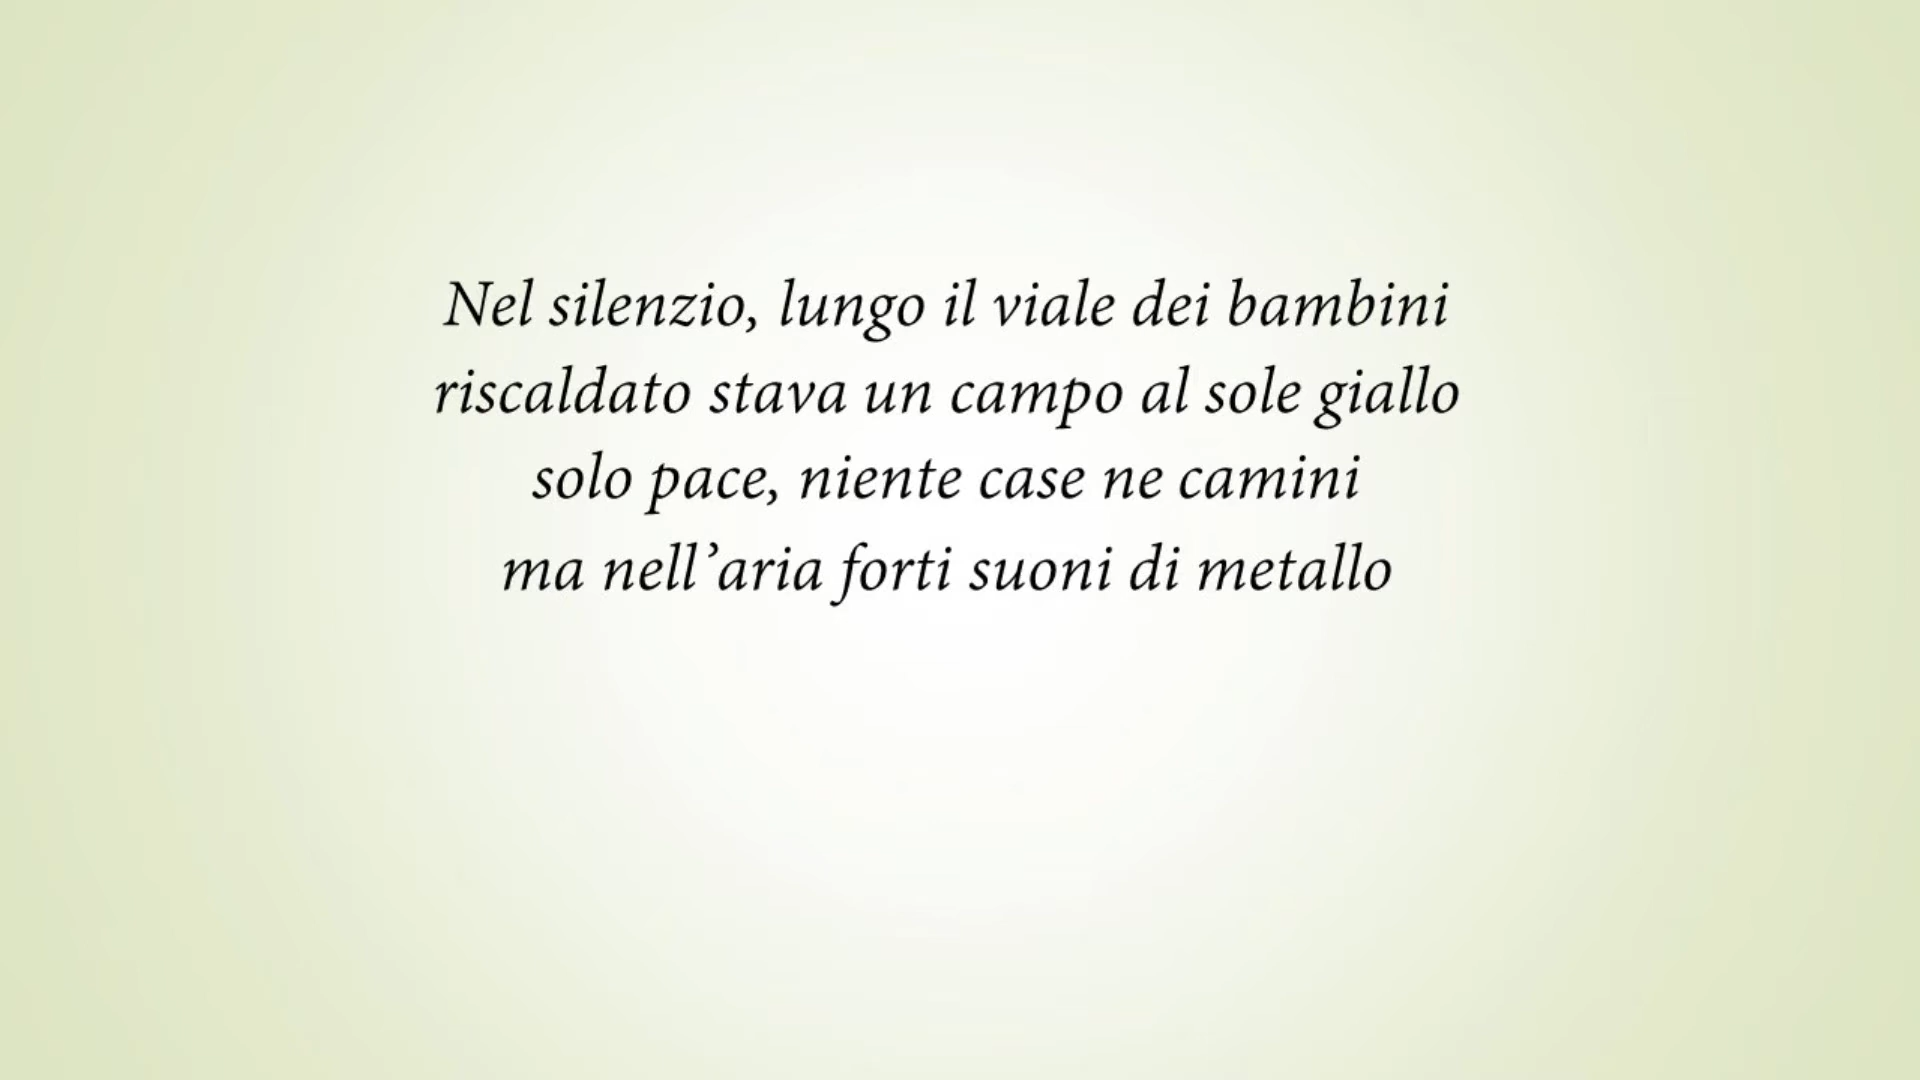 Nel silenzio, lungo il viale dei bambini
riscaldato stava un campo al sole giallo
solo pace, niente case ne camini
ma nell’aria forti suoni di metallo